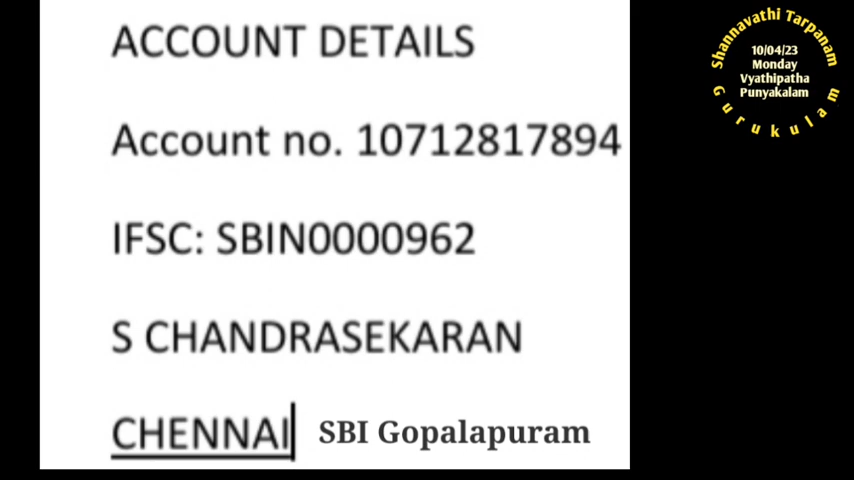 ACCOUNT DETAILS
Account no. 10712817894
IFSC: SBIN0000962
S CHANDRASEKARAN
CHENNAI SBI Gopalapuram
Shannavathi Tarpanam
10/04/23
Monday
Vyathipatha
Punyakalam
Gurukulam